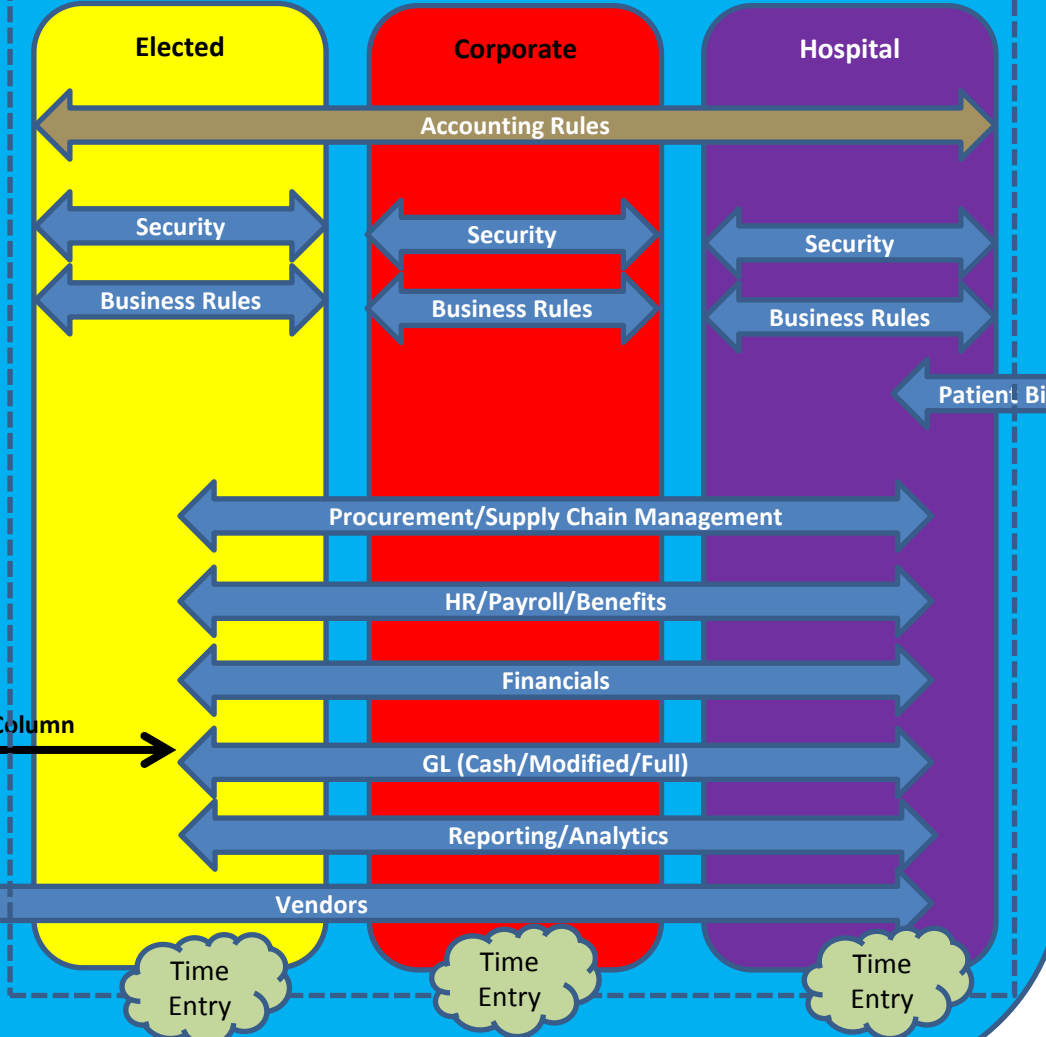 Elected
Corporate
Hospital
Accounting Rules
Security
Security
Security
Business Rules
Business Rules
Business Rules
Patient
Procurement/Supply Chain Management
HR/Payroll/Benefits
Financials
Column
GL (Cash/Modified/Full)
Reporting/Analytics
Vendors
Time
Entry
Time
Entry
Time
Entry